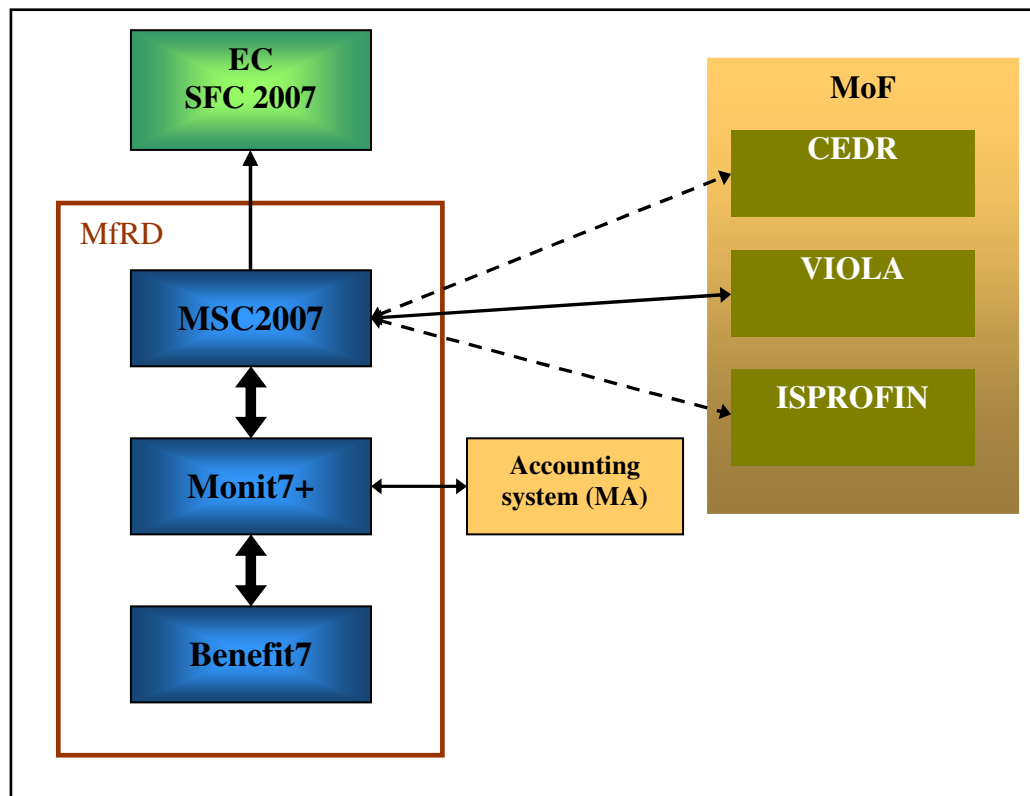 EC
SFC 2007
MoF
CEDR
MfRD
VIOLA
MSC2007
ISPROFIN
Accounting
system (MA)
Monit7+
Benefit7